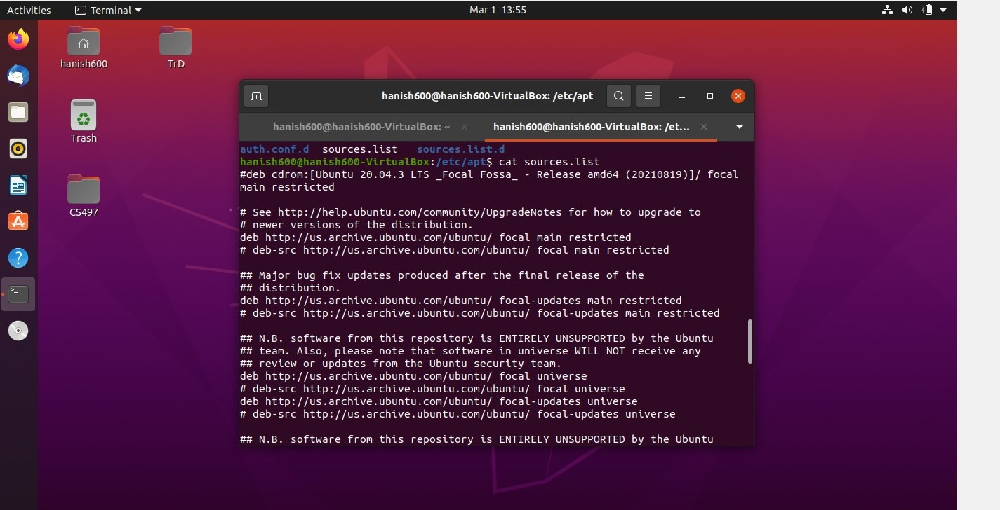 Activities
Terminal
Mar 1 13:55
hanish600
TrD
Trash
CS497
hanish600@hanish600-VirtualBox: /etc/apt
hanish600@hanish600-VirtualBox: ~
hanish600@hanish600-VirtualBox: /et...
auth.conf.d sources.list sources.list.d
hanish600@hanish600-VirtualBox:/etc/apt$ cat sources.list
#deb cdrom:[Ubuntu 20.04.3 LTS _Focal Fossa_ - Release amd64 (20210819)]/ focal
main restricted
# See http://help.ubuntu.com/community/UpgradeNotes for how to upgrade to
# newer versions of the distribution.
deb http://us.archive.ubuntu.com/ubuntu/ focal main restricted
# deb-src http://us.archive.ubuntu.com/ubuntu/ focal main restricted
## Major bug fix updates produced after the final release of the
## distribution.
deb http://us.archive.ubuntu.com/ubuntu/ focal-updates main restricted
# deb-src http://us.archive.ubuntu.com/ubuntu/ focal-updates main restricted
## N.B. software from this repository is ENTIRELY UNSUPPORTED by the Ubuntu
## team. Also, please note that software in universe WILL NOT receive any
## review or updates from the Ubuntu security team.
deb http://us.archive.ubuntu.com/ubuntu/ focal universe
# deb-src http://us.archive.ubuntu.com/ubuntu/ focal universe
deb http://us.archive.ubuntu.com/ubuntu/ focal-updates universe
# deb-src http://us.archive.ubuntu.com/ubuntu/ focal-updates universe
## N.B. software from this repository is ENTIRELY UNSUPPORTED by the Ubuntu